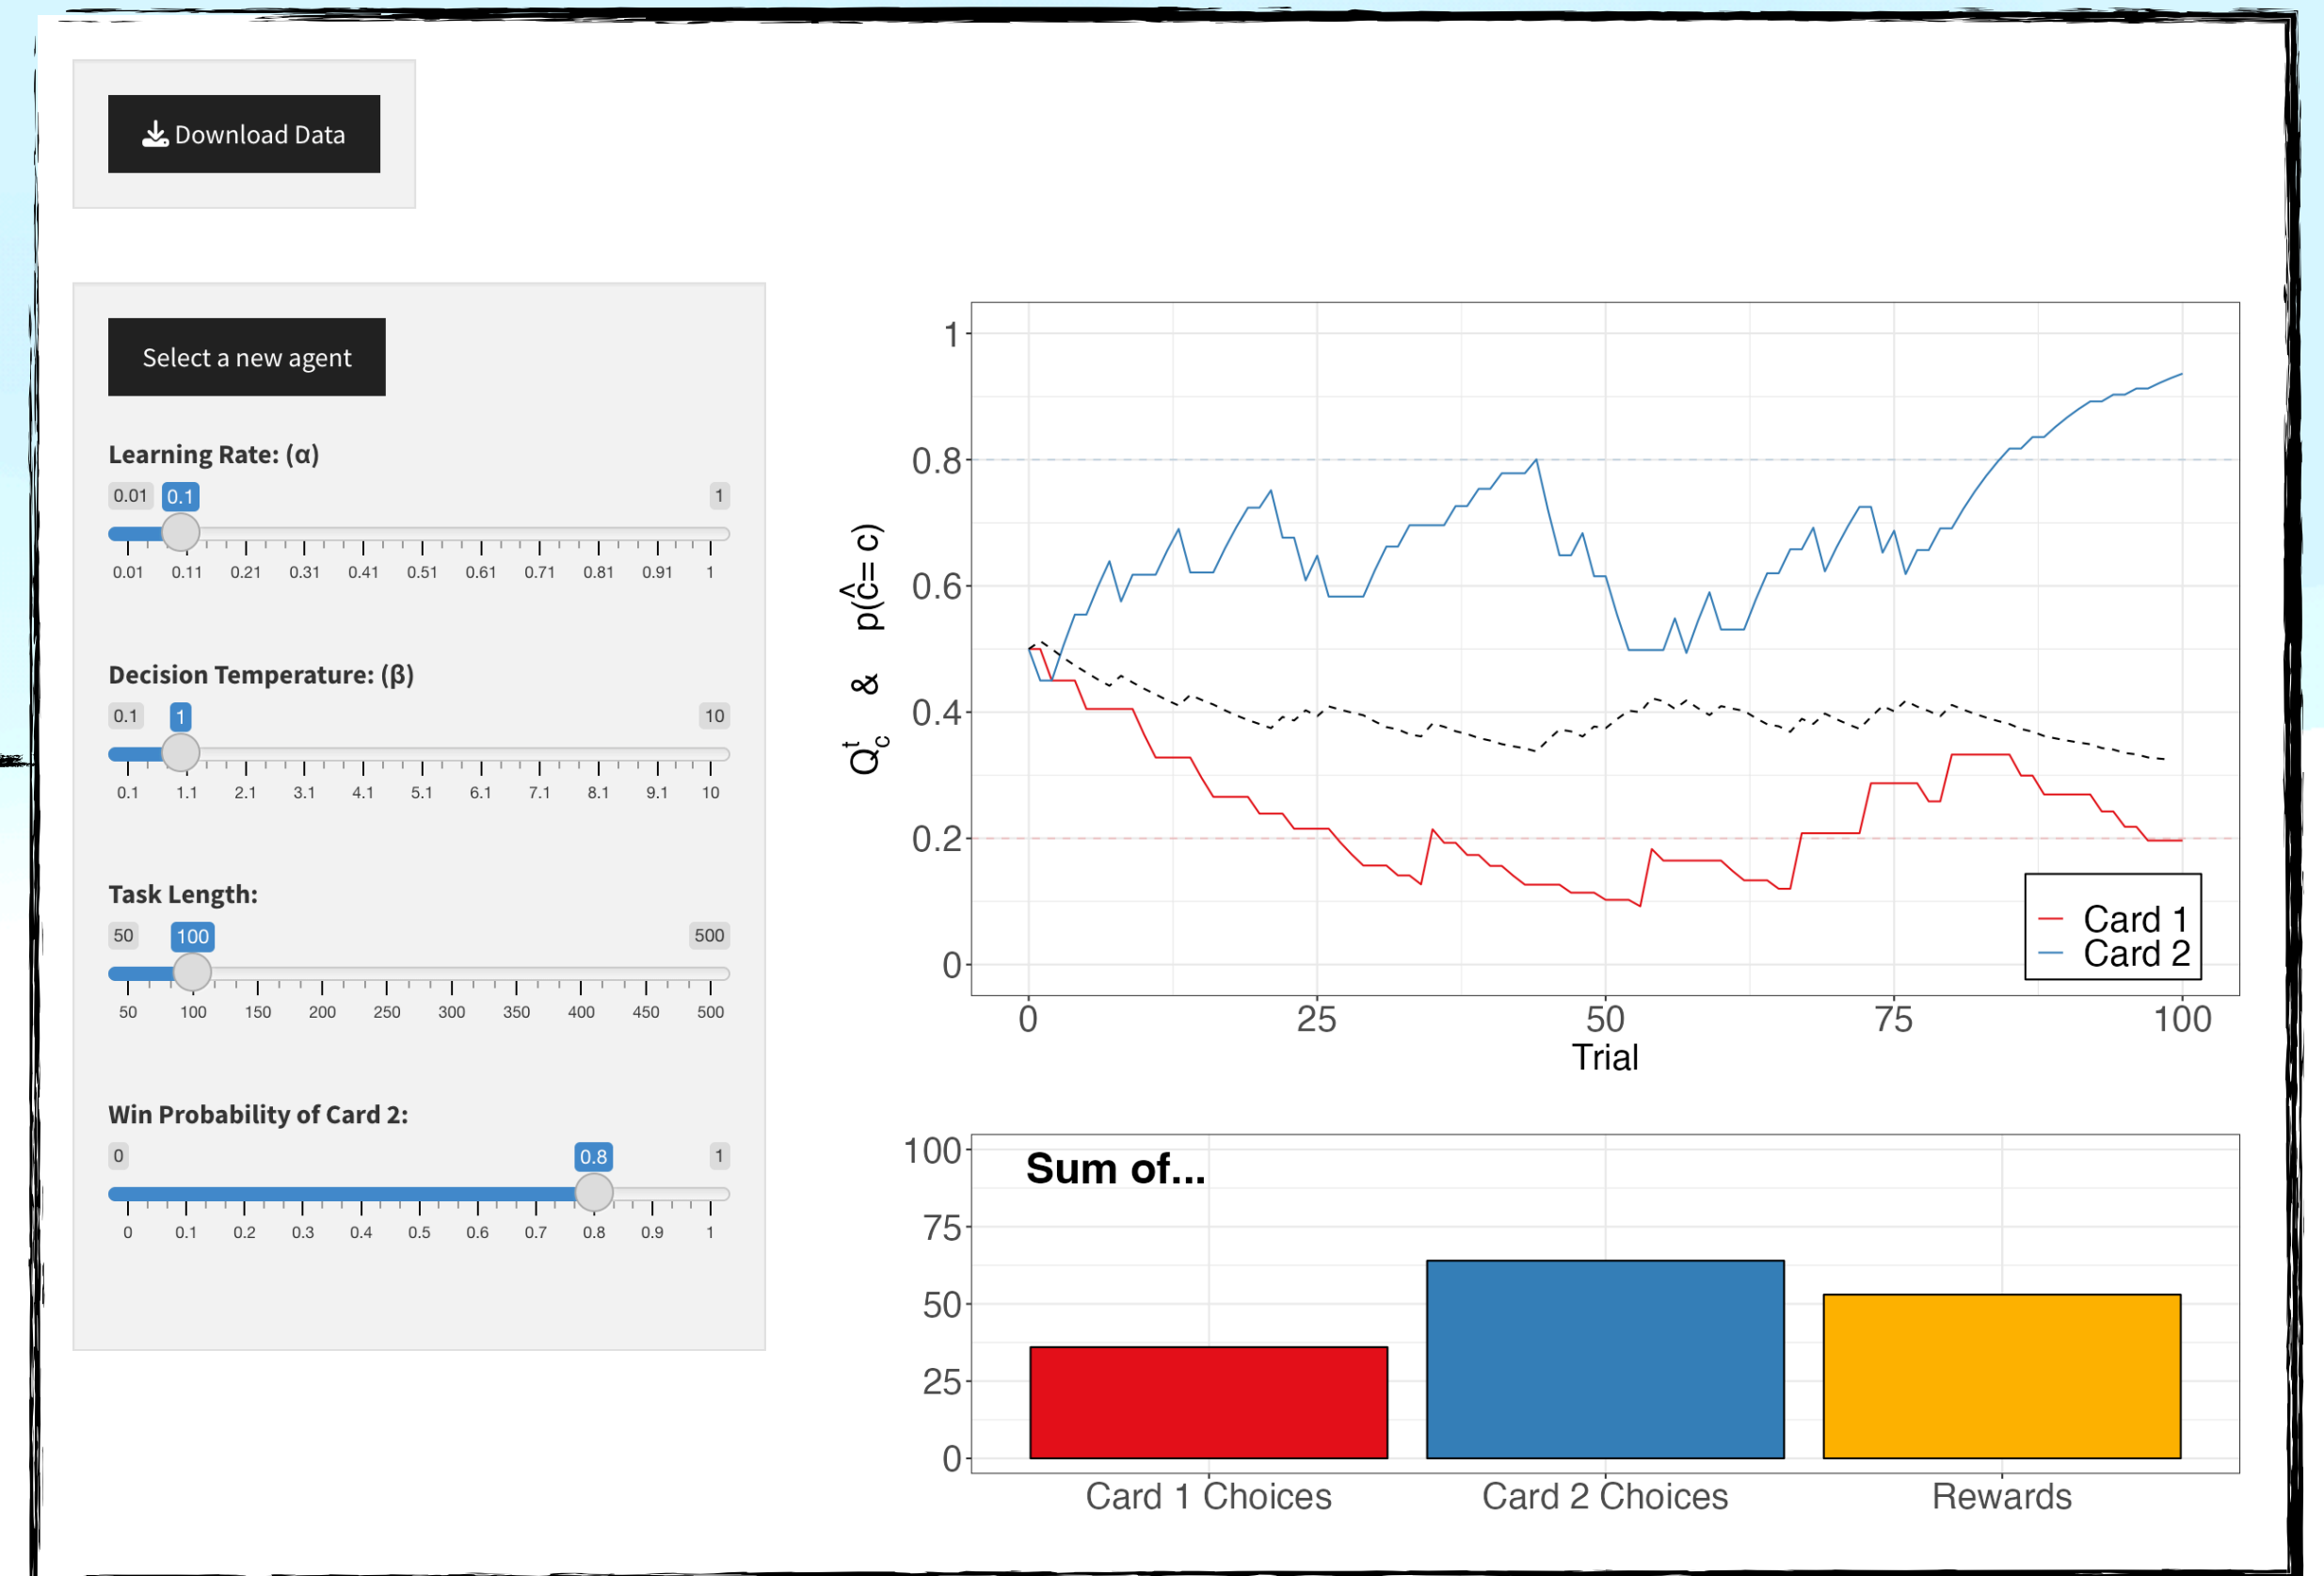 Download Data
Select a new agent
Learning Rate: (α)
0.01 0.1 1
0.01 0.11 0.21 0.31 0.41 0.51 0.61 0.71 0.81 0.91 1
Decision Temperature: (β)
0.1 1 10
0.1 1.1 2.1 3.1 4.1 5.1 6.1 7.1 8.1 9.1 10
Task Length:
50 100 500
50 100 150 200 250 300 350 400 450 500
Win Probability of Card 2:
0 0.8 1
0 0.1 0.2 0.3 0.4 0.5 0.6 0.7 0.8 0.9 1
Q_c^t & p(ĉ= c)
1
0.8
0.6
0.4
0.2
0
Card 1
Card 2
0 25 50 75 100
Trial
Sum of...
100
75
50
25
0
Card 1 Choices Card 2 Choices Rewards